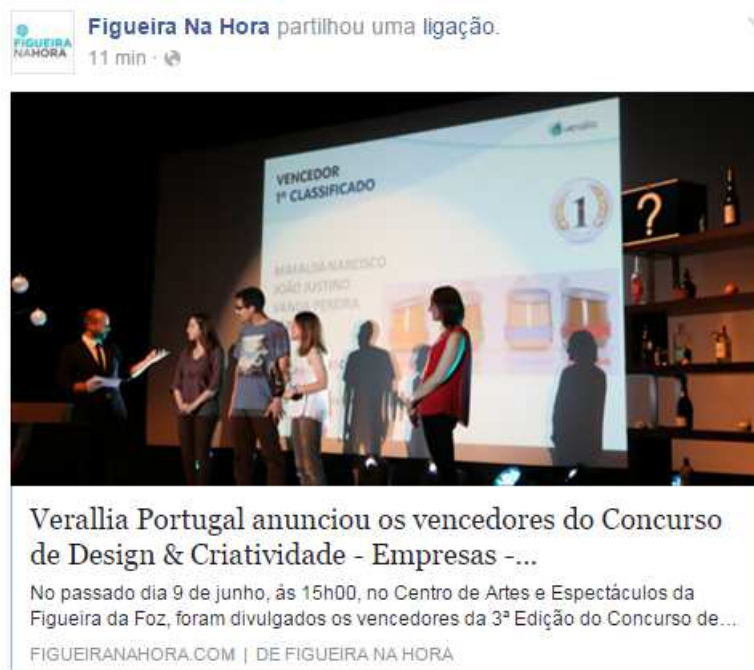 FIGUEIRA
NAHORA
Figueira Na Hora partilhou uma ligação.
11 min ·
verallia
VENCEDOR
1º CLASSIFICADO
1
?
MAFALDA NARCISO
JOÃO JUSTINO
VÂNIA PEREIRA
Verallia Portugal anunciou os vencedores do Concurso
de Design & Criatividade - Empresas -...
No passado dia 9 de junho, ás 15h00, no Centro de Artes e Espectáculos da
Figueira da Foz, foram divulgados os vencedores da 3ª Edição do Concurso de...
FIGUEIRANAHORA.COM | DE FIGUEIRA NA HORA